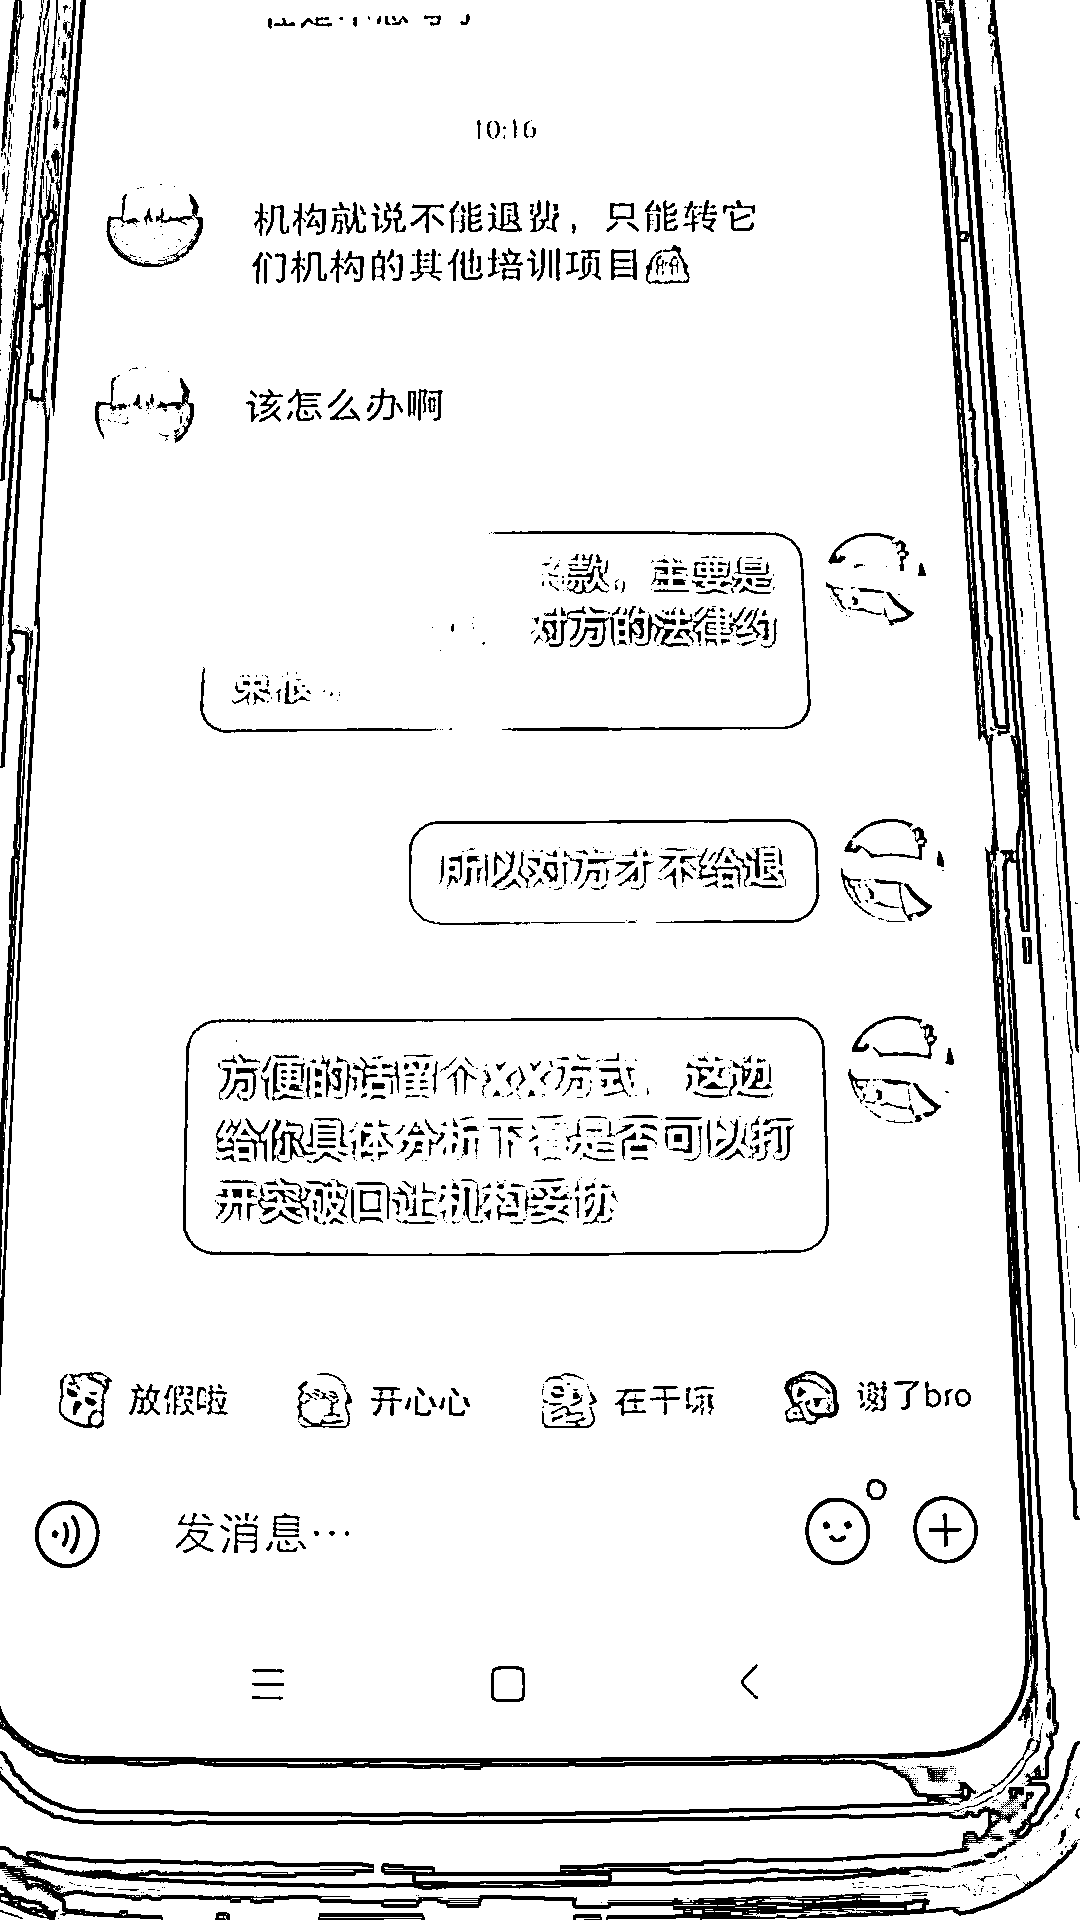 10:16
机构就说不能退费，只能转它
们机构的其他培训项目
该怎么办啊
款。主要是
对方的法律约
束很
所以对方才不给退
方便的话留个XX方式，这边
给你具体分析下看是否可以打
开突破口让机构妥协
放假啦 开心心 在干嘛 谢了bro
发消息…